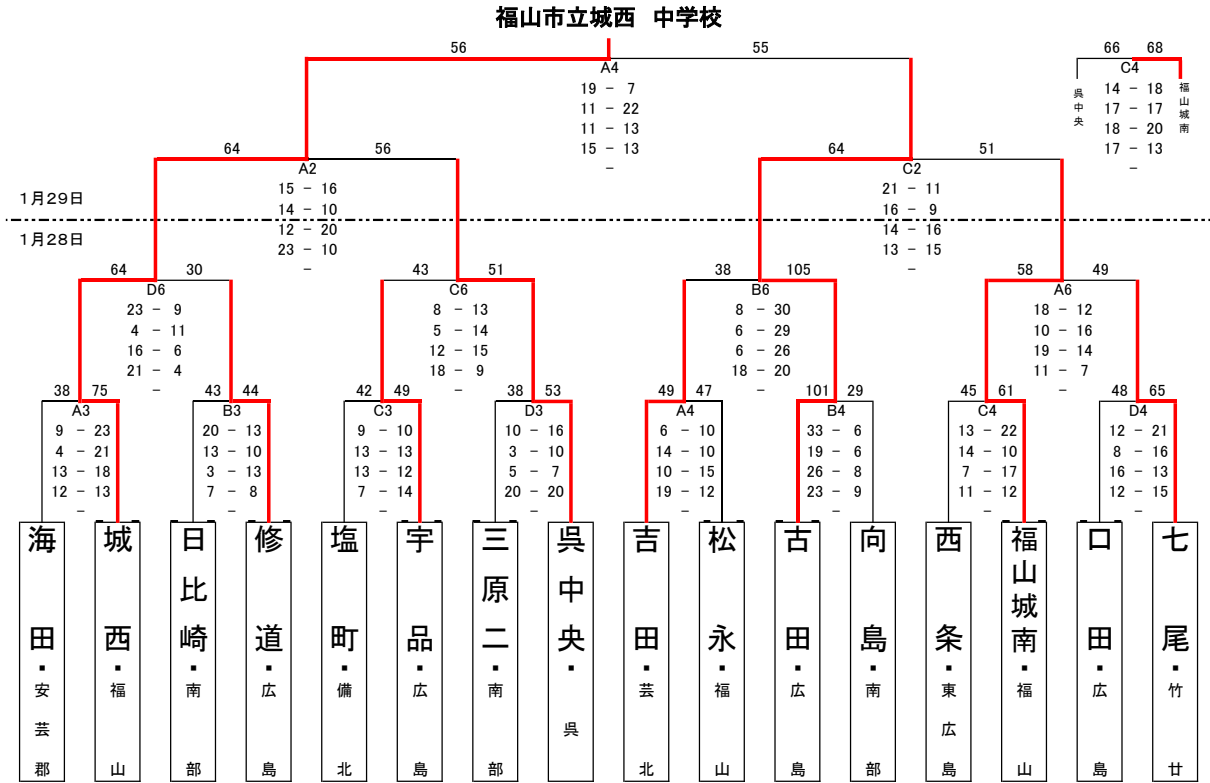 福山市立城西 中学校
56 55
A4
19 - 7
11 - 22
11 - 13
15 - 13
-
66 68
C4
呉中央
14 - 18
17 - 17
18 - 20
17 - 13
-
福山城南
64 56
A2
15 - 16
14 - 10
12 - 20
23 - 10
-
64 51
C2
21 - 11
16 - 9
14 - 16
13 - 15
-
1月29日
1月28日
64 30
D6
23 - 9
4 - 11
16 - 6
21 - 4
-
43 51
C6
8 - 13
5 - 14
12 - 15
18 - 9
-
38 105
B6
8 - 30
6 - 29
6 - 26
18 - 20
-
58 49
A6
18 - 12
10 - 16
19 - 14
11 - 7
-
38 75
A3
9 - 23
4 - 21
13 - 18
12 - 13
-
43 44
B3
20 - 13
13 - 10
3 - 13
7 - 8
-
42 49
C3
9 - 10
13 - 13
13 - 12
7 - 14
-
38 53
D3
10 - 16
3 - 10
5 - 7
20 - 20
-
49 47
A4
6 - 10
14 - 10
10 - 15
19 - 12
-
101 29
B4
33 - 6
19 - 6
26 - 8
23 - 9
-
45 61
C4
13 - 22
14 - 10
7 - 17
11 - 12
-
48 65
D4
12 - 21
8 - 16
16 - 13
12 - 15
-
海田・安芸郡
城西・福山
日比崎・南部
修道・広島
塩町・備北
宇品・広島
三原二・南部
呉中央・呉
吉田・芸北
松永・福山
古田・広島
向島・南部
西条・東広島
福山城南・福山
口田・広島
七尾・竹廿